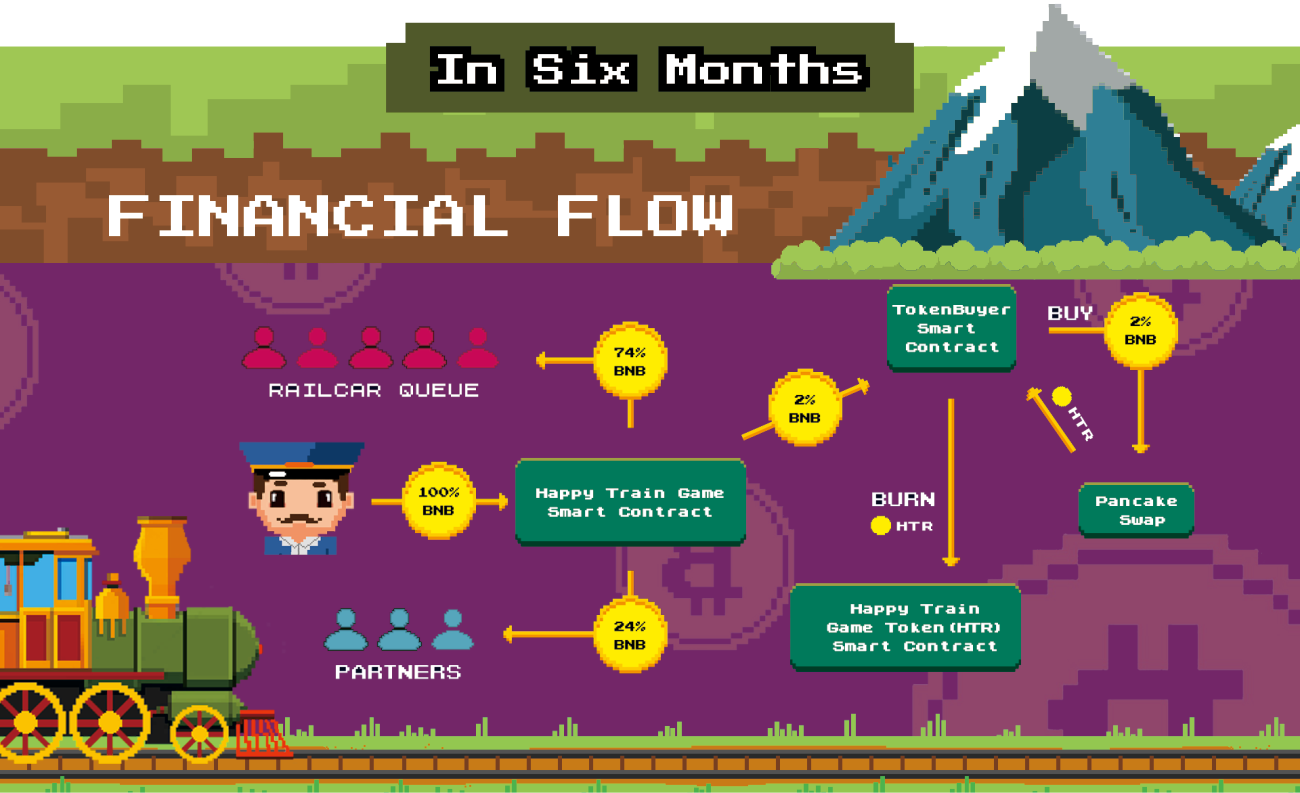 In Six Months
FINANCIAL FLOW
TokenBuyer
Smart
Contract
BUY
2%
BNB
74%
BNB
RAILCAR QUEUE
2%
BNB
HTR
100%
BNB
Happy Train Game
Smart Contract
BURN
HTR
Pancake
Swap
24%
BNB
PARTNERS
Happy Train
Game Token(HTR)
Smart Contract